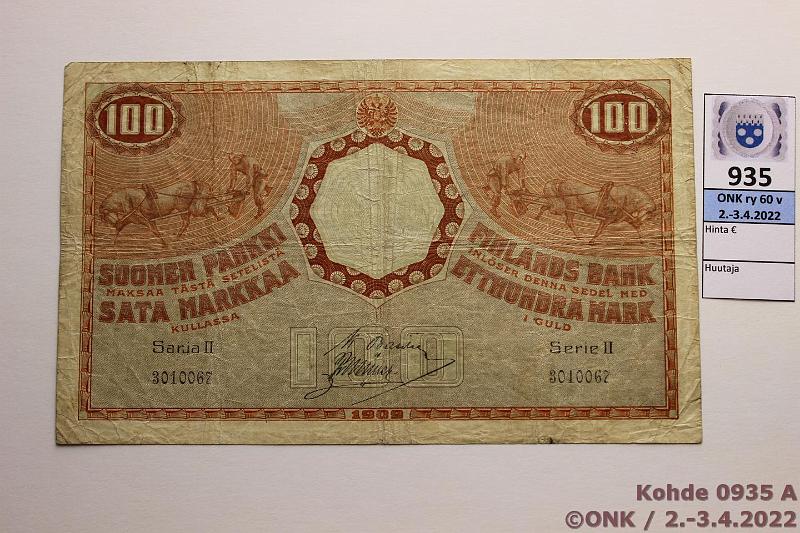 100
100
SUOMEN PANKKI
MAKSAA TÄSTÄ SETELISTÄ
SATA MARKKAA
KULLASSA
FINLANDS BANK
INLÖSER DENNA SEDEL MED
ETTHUNDRA MARK
I GULD
Sarja II
3010067
100
Serie II
3010067
1909
935
ONK ry 60 v
2.-3.4.2022
Hinta €
Huutaja
Kohde 0935 A
©ONK / 2.-3.4.2022